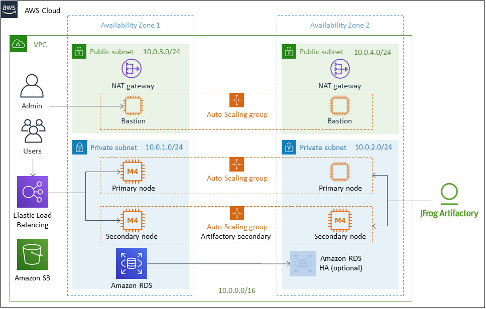 aws
AWS Cloud
Availability Zone 1
Availability Zone 2
VPC
Public subnet 10.0.3.0/24
Public subnet 10.0.4.0/24
NAT gateway
NAT gateway
Admin
Bastion
Auto Scaling group
Bastion
Users
Private subnet 10.0.1.0/24
Private subnet 10.0.2.0/24
M4
Primary node
Auto Scaling group
Primary node
Elastic Load
Balancing
M4
M4
Secondary node
Auto Scaling group
Artifactory secondary
Secondary node
JFrog Artifactory
Amazon S3
Amazon RDS
Amazon RDS
HA (optional)
10.0.0.0/16